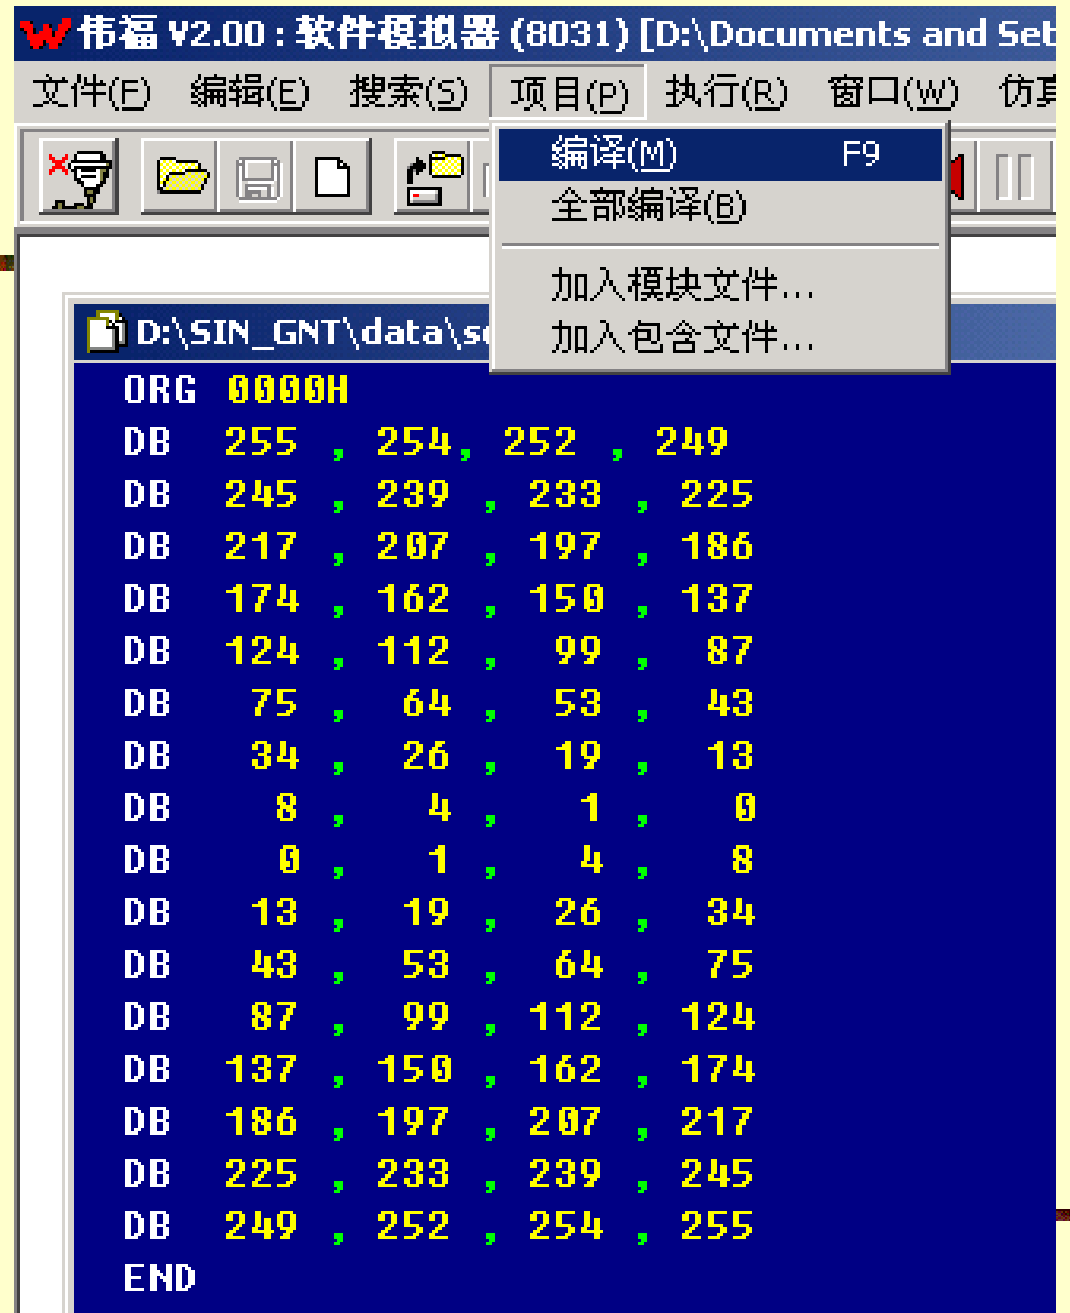 伟福 V2.00 : 软件模拟器 (8031) [D:\Documents and Set
文件(F) 编辑(E) 搜索(S) 项目(P) 执行(R) 窗口(W) 仿真
编译(M) F9
全部编译(B)
加入模块文件...
加入包含文件...
D:\SIN_GNT\data\s
ORG 0000H
DB 255 , 254, 252 , 249
DB 245 , 239 , 233 , 225
DB 217 , 207 , 197 , 186
DB 174 , 162 , 150 , 137
DB 124 , 112 , 99 , 87
DB 75 , 64 , 53 , 43
DB 34 , 26 , 19 , 13
DB 8 , 4 , 1 , 0
DB 0 , 1 , 4 , 8
DB 13 , 19 , 26 , 34
DB 43 , 53 , 64 , 75
DB 87 , 99 , 112 , 124
DB 137 , 150 , 162 , 174
DB 186 , 197 , 207 , 217
DB 225 , 233 , 239 , 245
DB 249 , 252 , 254 , 255
END